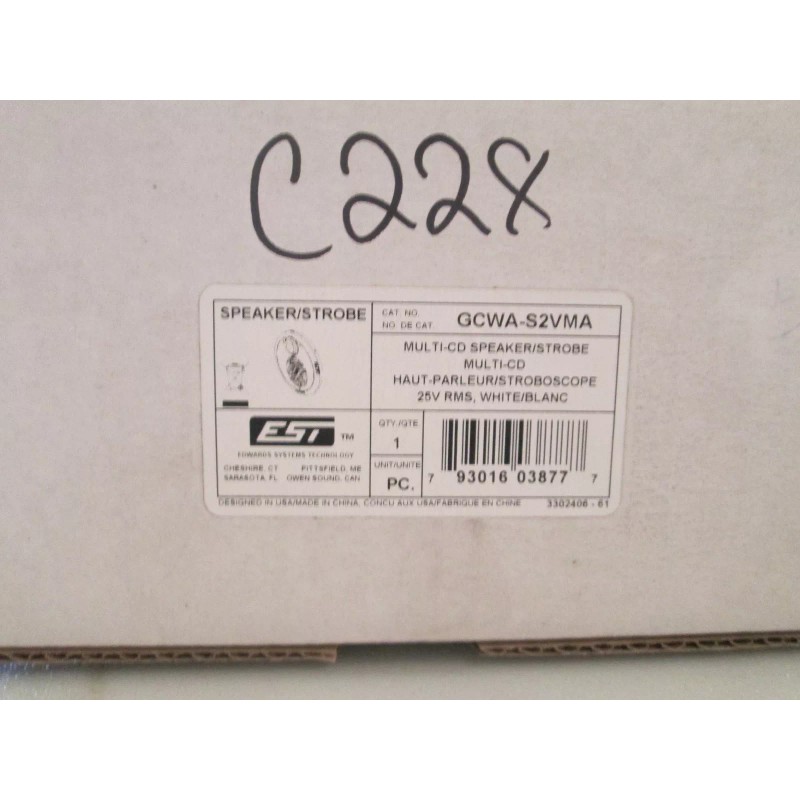 C228
SPEAKER/STROBE
CAT. NO.
NO. DE CAT.
GCWA-S2VMA
MULTI-CD SPEAKER/STROBE
MULTI-CD
HAUT-PARLEUR/STROBOSCOPE
25V RMS, WHITE/BLANC
EST TM
EDWARDS SYSTEMS TECHNOLOGY
CHESHIRE, CT PITTSFIELD, ME
SARASOTA, FL OWEN SOUND, CAN
QTY./QTE.
1
UNIT/UNITE
PC.
7 93016 03877 7
DESIGNED IN USA/MADE IN CHINA, CONCU AUX USA/FABRIQUE EN CHINE 3302406 - 61